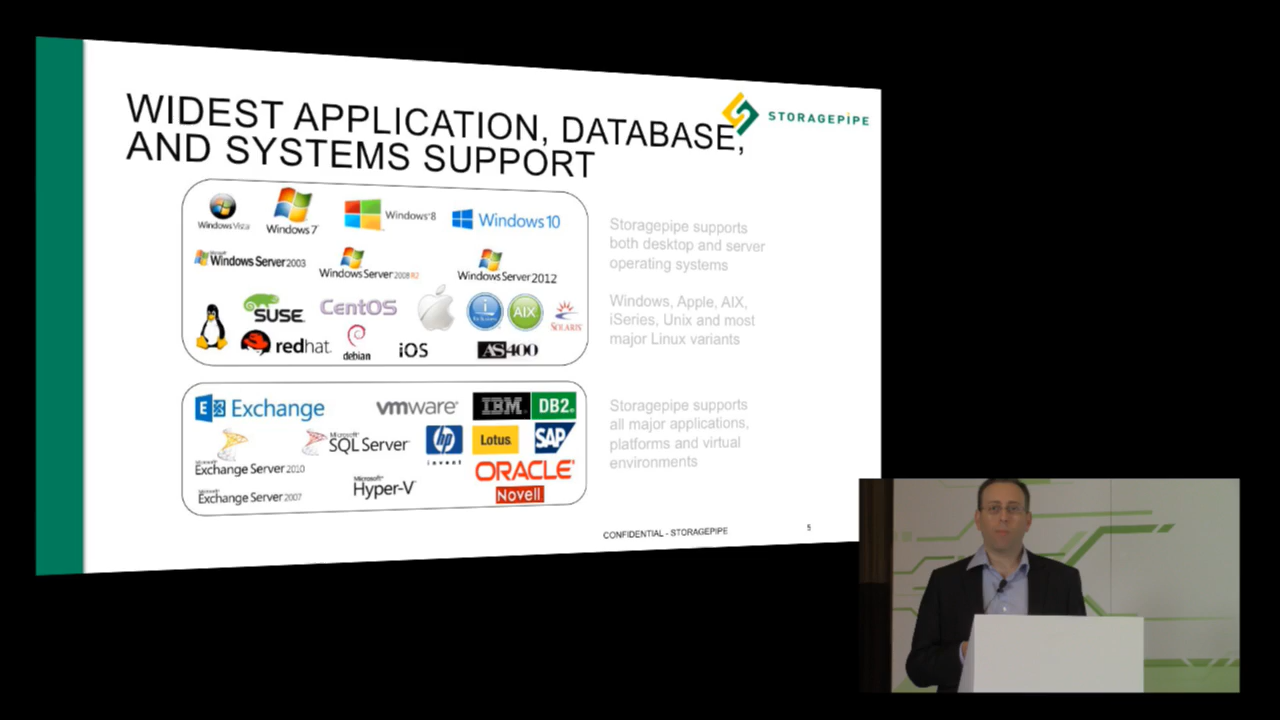 WIDEST APPLICATION, DATABASE,
AND SYSTEMS SUPPORT
STORAGEPIPE
Windows Vista
Windows 7
Windows 8
Windows 10
Microsoft
Windows Server 2003
Windows Server 2008 R2
Windows Server 2012
SUSE
CentOS
i
AIX
SOLARIS
redhat.
debian
iOS
AS400
Storagepipe supports
both desktop and server
operating systems
Windows, Apple, AIX,
iSeries, Unix and most
major Linux variants
E Exchange
vmware®
IBM
DB2.
Exchange Server 2010
Microsoft®
SQL Server
hp
invent
Lotus.
SAP
ORACLE
Exchange Server 2007
Microsoft®
Hyper-V
Novell
Storagepipe supports
all major applications,
platforms and virtual
environments
CONFIDENTIAL - STORAGEPIPE
5